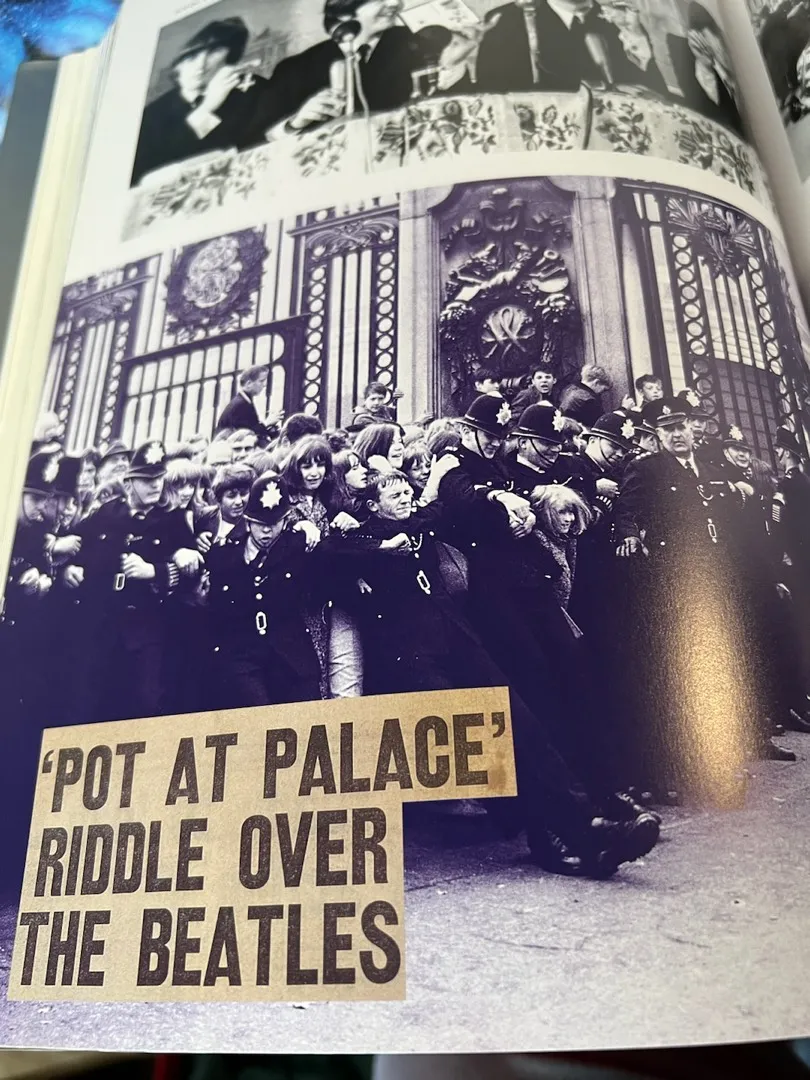 ‘POT AT PALACE’
RIDDLE OVER
THE BEATLES